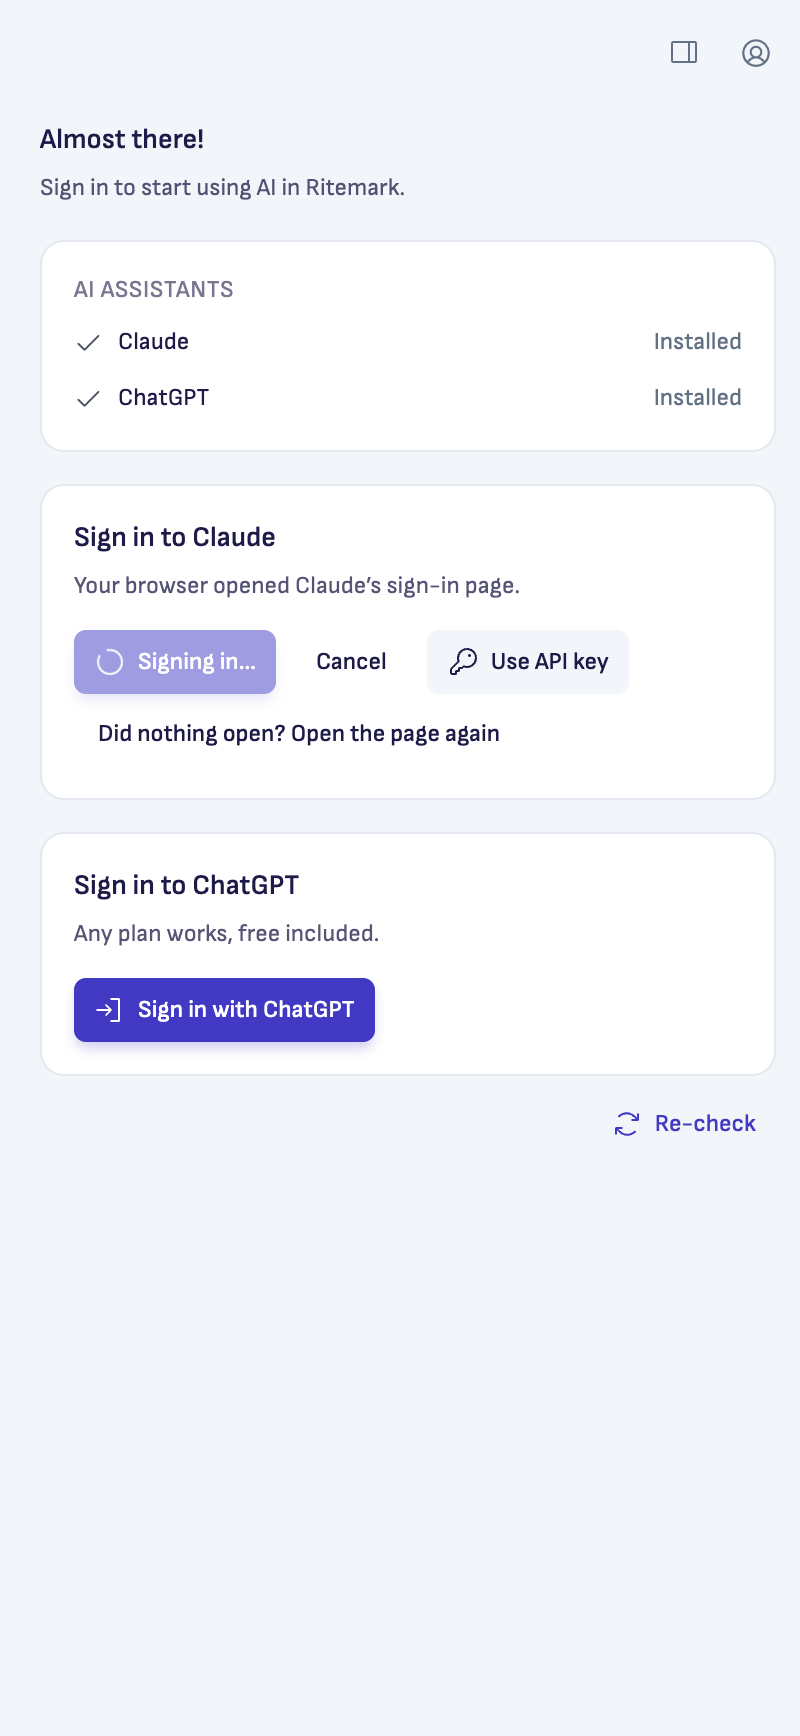 Almost there!
Sign in to start using AI in Ritemark.
AI ASSISTANTS
Claude Installed
ChatGPT Installed
Sign in to Claude
Your browser opened Claude’s sign-in page.
Signing in... Cancel Use API key
Did nothing open? Open the page again
Sign in to ChatGPT
Any plan works, free included.
Sign in with ChatGPT
Re-check